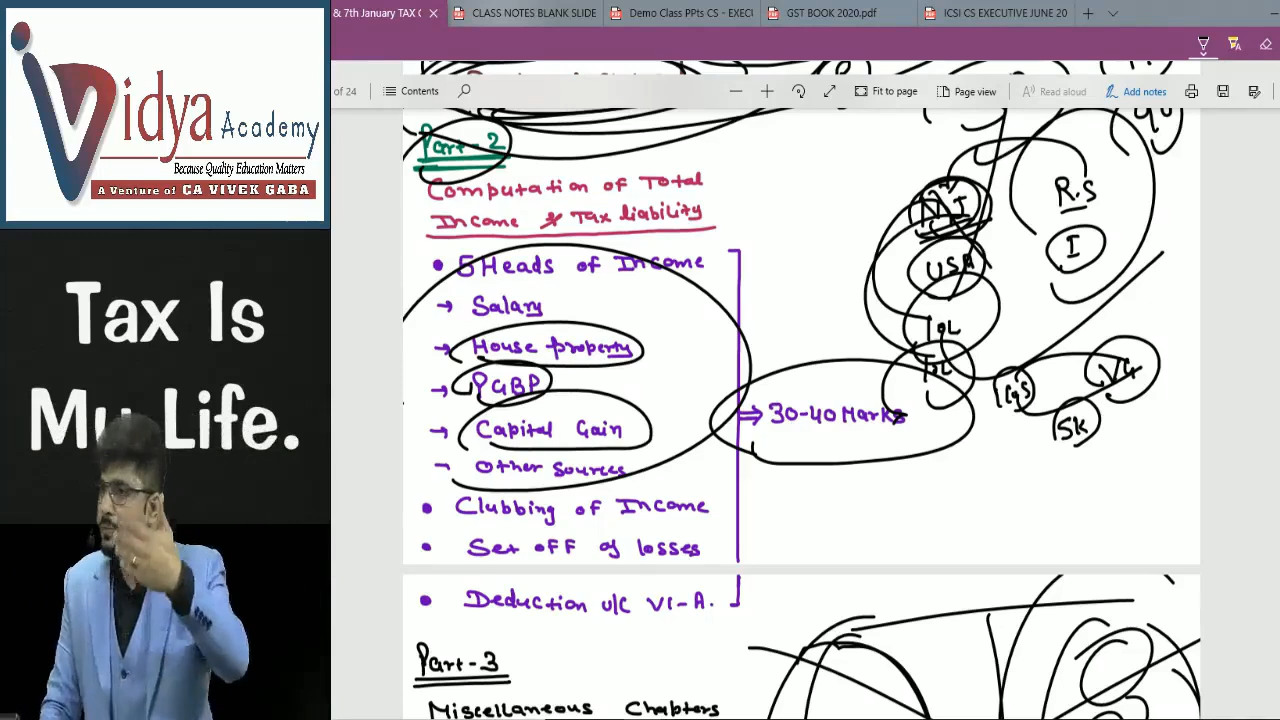 & 7th January TAX C
CLASS NOTES BLANK SLIDE
Demo Class PPts CS - EXECU
GST BOOK 2020.pdf
ICSI CS EXECUTIVE JUNE 20
of 24
Contents
Fit to page
Page view
Read aloud
Add notes
Vidya Academy
Because Quality Education Matters
A Venture of CA VIVEK GABA
Tax Is
My Life.
Part-2
Computation of Total
Income & Tax liability
• 5 Heads of Income
→ Salary
→ House property
→ PGBP
→ Capital Gain
- Other sources
• Clubbing of Income
• Set off of losses
• Deduction u/c VI-A.
⇒ 30-40 Marks
R.S
I
USA
SK
Part-3
Miscellaneous Chapters